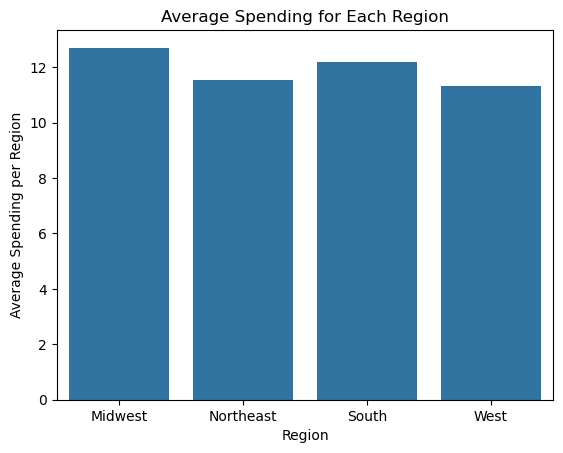 Average Spending for Each Region
Average Spending per Region
12
10
8
6
4
2
0
Midwest Northeast South West
Region